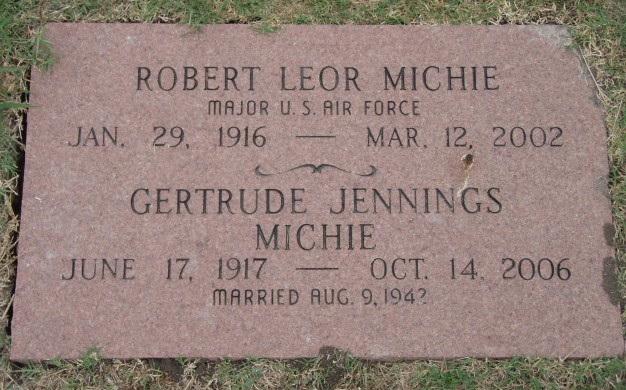 ROBERT LEOR MICHIE
MAJOR U. S. AIR FORCE
JAN. 29, 1916 — MAR. 12, 2002
GERTRUDE JENNINGS
MICHIE
JUNE 17, 1917 — OCT. 14, 2006
MARRIED AUG. 9,